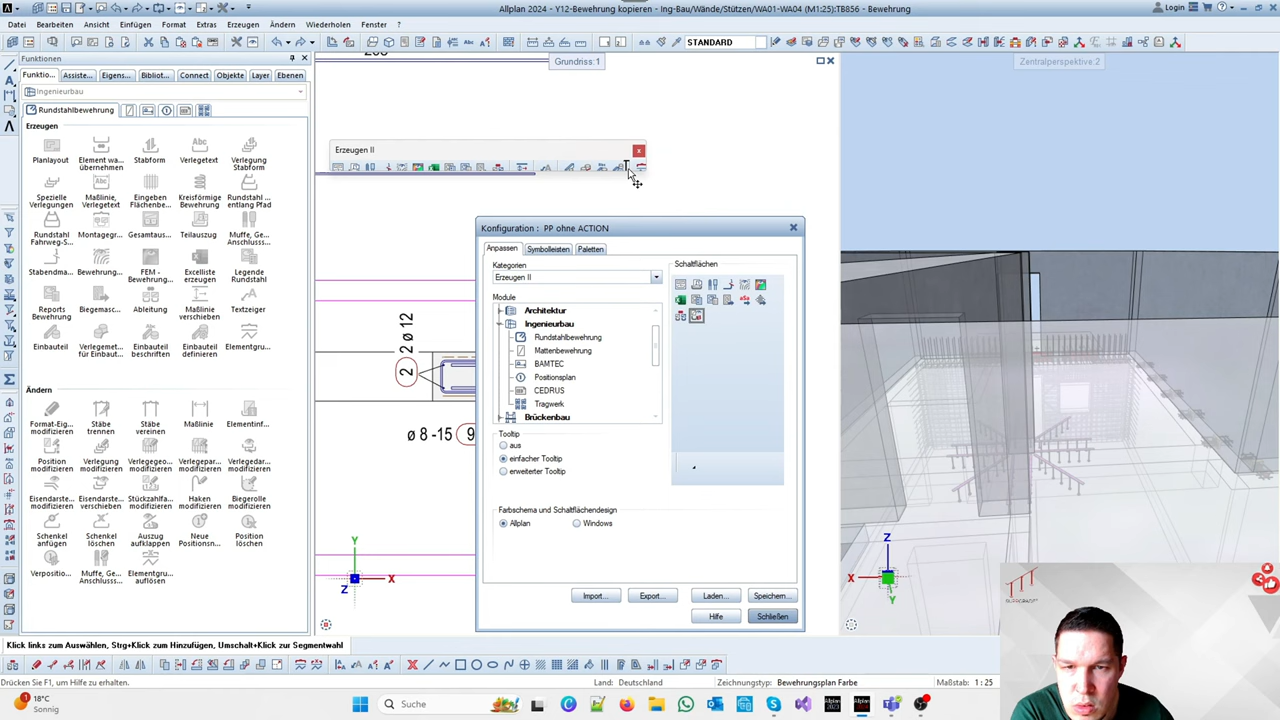 Allplan 2024 - Y12-Bewehrung kopieren - Ing-Bau/Wände/Stützen/WA01-WA04 (M1:25):TB856 - Bewehrung
Login
Datei Bearbeiten Ansicht Einfügen Format Extras Erzeugen Ändern Wiederholen Fenster ?
STANDARD
Funktionen
Funktio... Assiste... Eigens... Bibliot... Connect Objekte Layer Ebenen
Ingenieurbau
Rundstahlbewehrung
Erzeugen
Planlayout Element wa... übernehmen Stabform Verlegetext Verlegung Stabform
Spezielle Verlegungen Maßlinie, Verlegetext Eingeben Flächenbe... Kreisförmige Verlegung Rundstahl ... entlang Pfad
Rundstahl Fahrweg-S... Montagegr... Gesamtaus... Teilauszug Muffe, Ge... Anschluss...
Stabendma... Bewehrung... FEM - Bewehrung... Excelliste erzeugen Legende Rundstahl
Reports Bewehrung Biegemasc... Ableitung Maßlinie verschieben Textzeiger
Einbauteil Verlegemet... für Einbaut... Einbauteil beschriften Einbauteil definieren Elementgru...
Ändern
Format-Eig... modifizieren Stäbe trennen Stäbe vereinen Maßlinie Elementinf...
Position modifizieren Verlegung modifizieren Verlegegeo... modifizieren Verlegepar... modifizieren Verlegedar... modifizieren
Eisendarste... modifizieren Eisendarste... verschieben Stückzahlfa... modifizieren Haken modifizieren Biegerolle modifizieren
Schenkel anfügen Schenkel löschen Auszug aufklappen Neue Positionsn... Position löschen
Verpositio... Muffe, Ge... Anschluss... Elementgru... auflösen
Grundriss:1
Zentralperspektive:2
Erzeugen II
x
2 ø 12
2
ø 8 -15 9
Y
X
Z
Konfiguration : PP ohne ACTION
Anpassen Symbolleisten Paletten
Kategorien
Erzeugen II
Schaltflächen
Module
Architektur
Ingenieurbau
Rundstahlbewehrung
Mattenbewehrung
BAMTEC
Positionsplan
CEDRUS
Tragwerk
Brückenbau
Tooltip
aus
einfacher Tooltip
erweiterter Tooltip
Farbschema und Schaltflächendesign
Allplan Windows
Import... Export... Laden... Speichern...
Hilfe Schließen
Z
X
Y
Klick links zum Auswählen, Strg+Klick zum Hinzufügen, Umschalt+Klick zur Segmentwahl
Drücken Sie F1, um Hilfe zu erhalten.
Land: Deutschland Zeichnungstyp: Bewehrungsplan Farbe Maßstab: 1 : 25
18°C
Sonnig
Suche